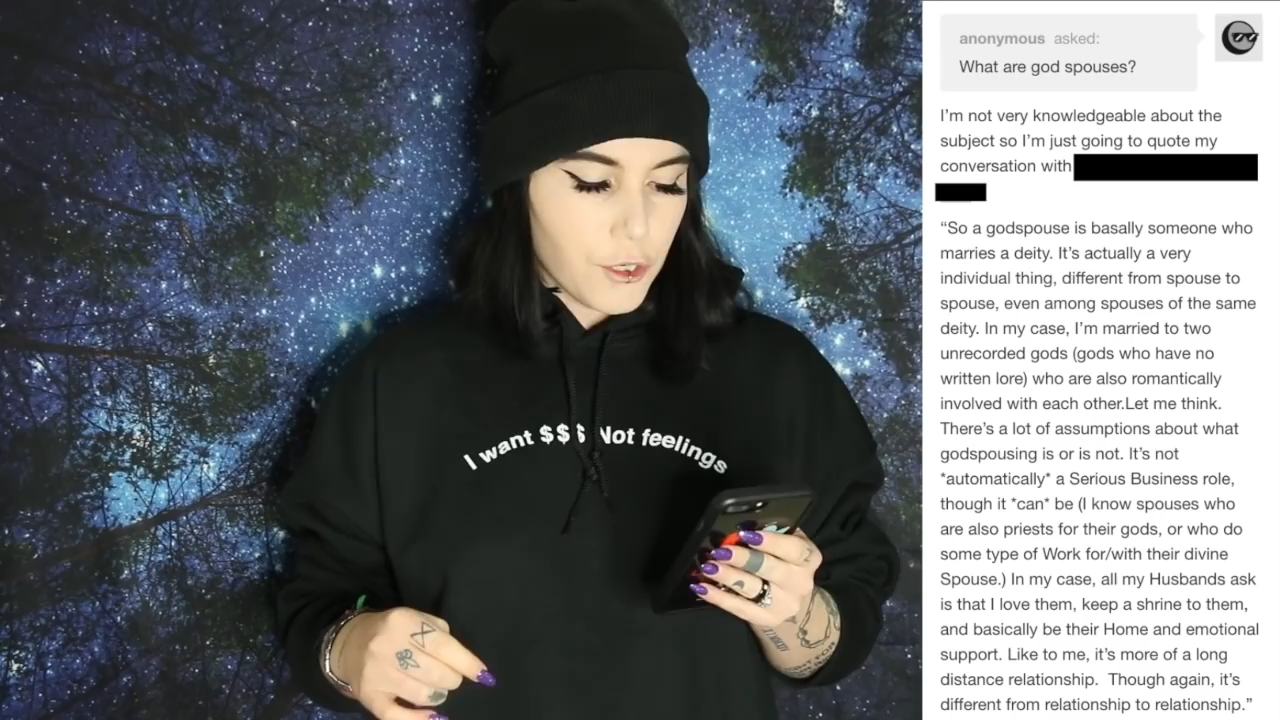 I want $$$ Not feelings
anonymous asked:
What are god spouses?
I'm not very knowledgeable about the
subject so I'm just going to quote my
conversation with
“So a godspouse is basally someone who
marries a deity. It's actually a very
individual thing, different from spouse to
spouse, even among spouses of the same
deity. In my case, I'm married to two
unrecorded gods (gods who have no
written lore) who are also romantically
involved with each other.Let me think.
There's a lot of assumptions about what
godspousing is or is not. It's not
*automatically* a Serious Business role,
though it *can* be (I know spouses who
are also priests for their gods, or who do
some type of Work for/with their divine
Spouse.) In my case, all my Husbands ask
is that I love them, keep a shrine to them,
and basically be their Home and emotional
support. Like to me, it's more of a long
distance relationship.  Though again, it's
different from relationship to relationship.”